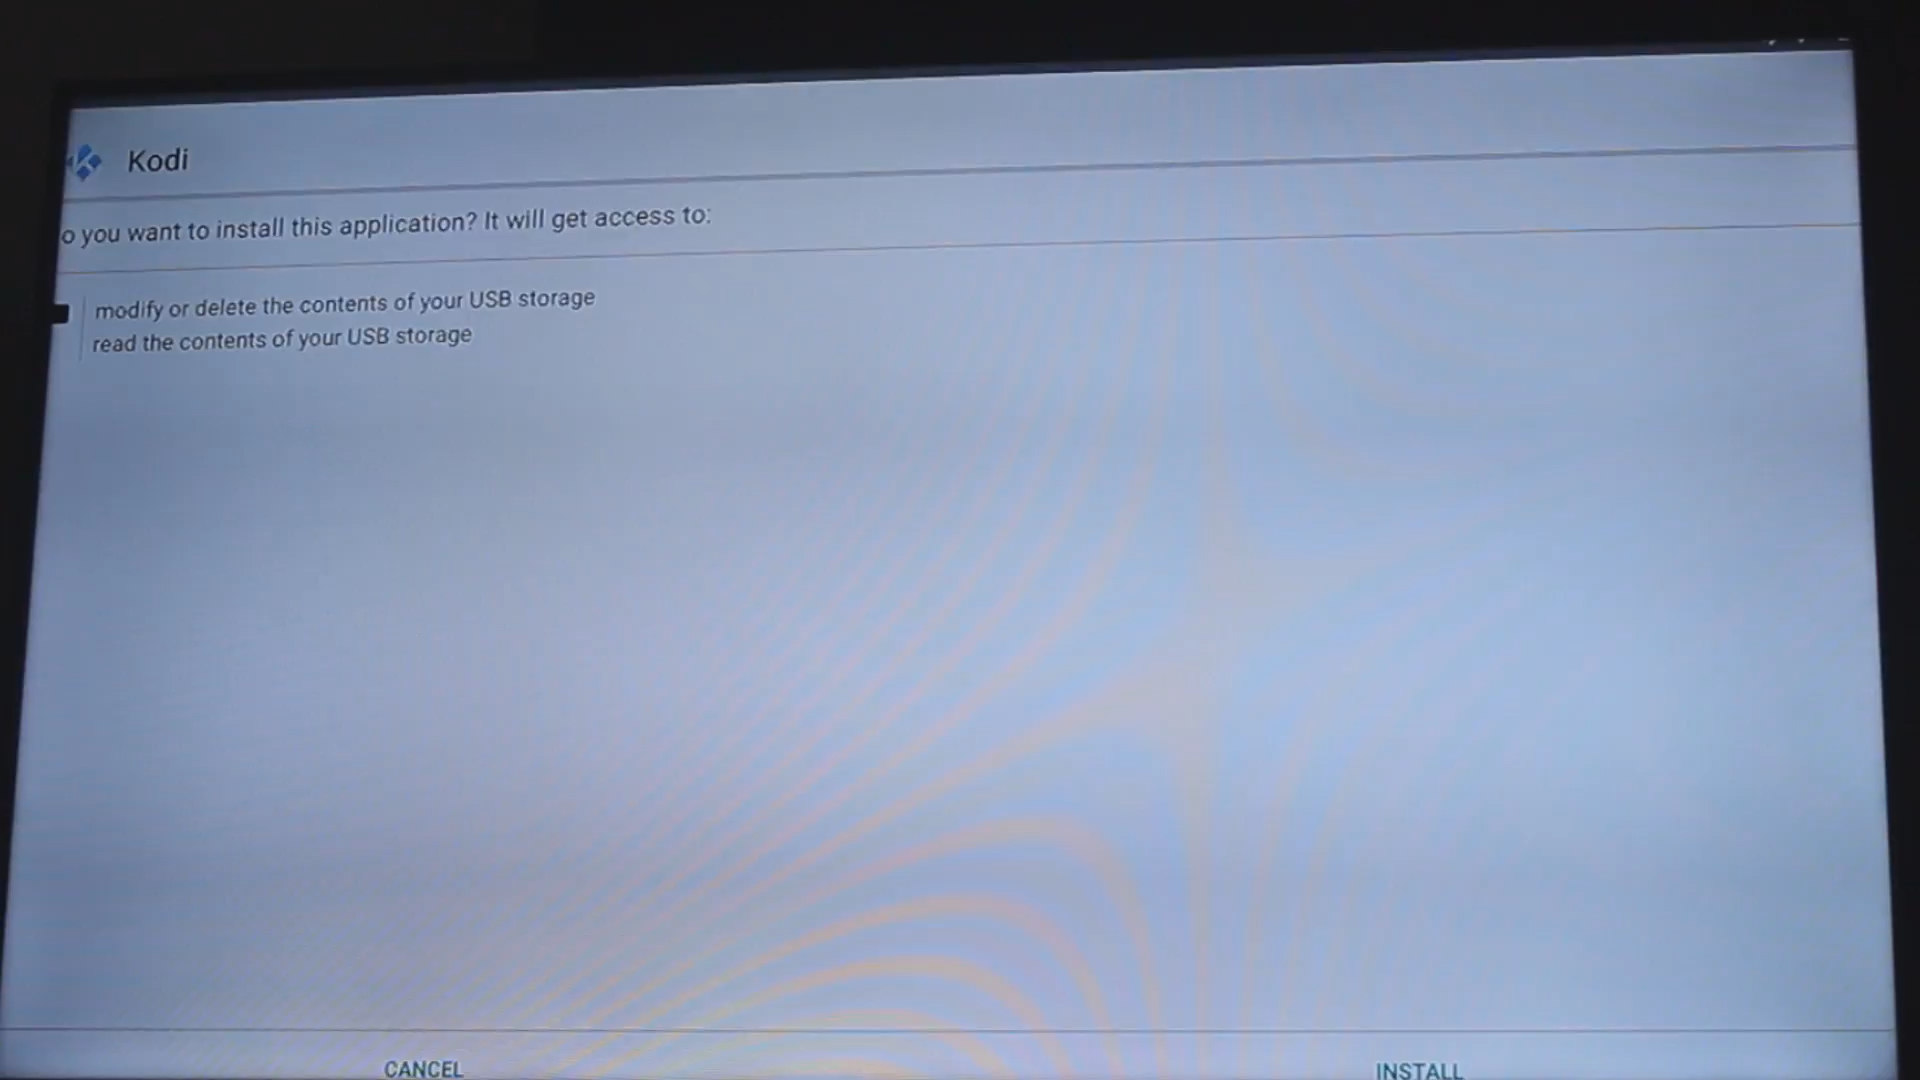 Kodi
o you want to install this application? It will get access to:
modify or delete the contents of your USB storage
read the contents of your USB storage
CANCEL
INSTALL